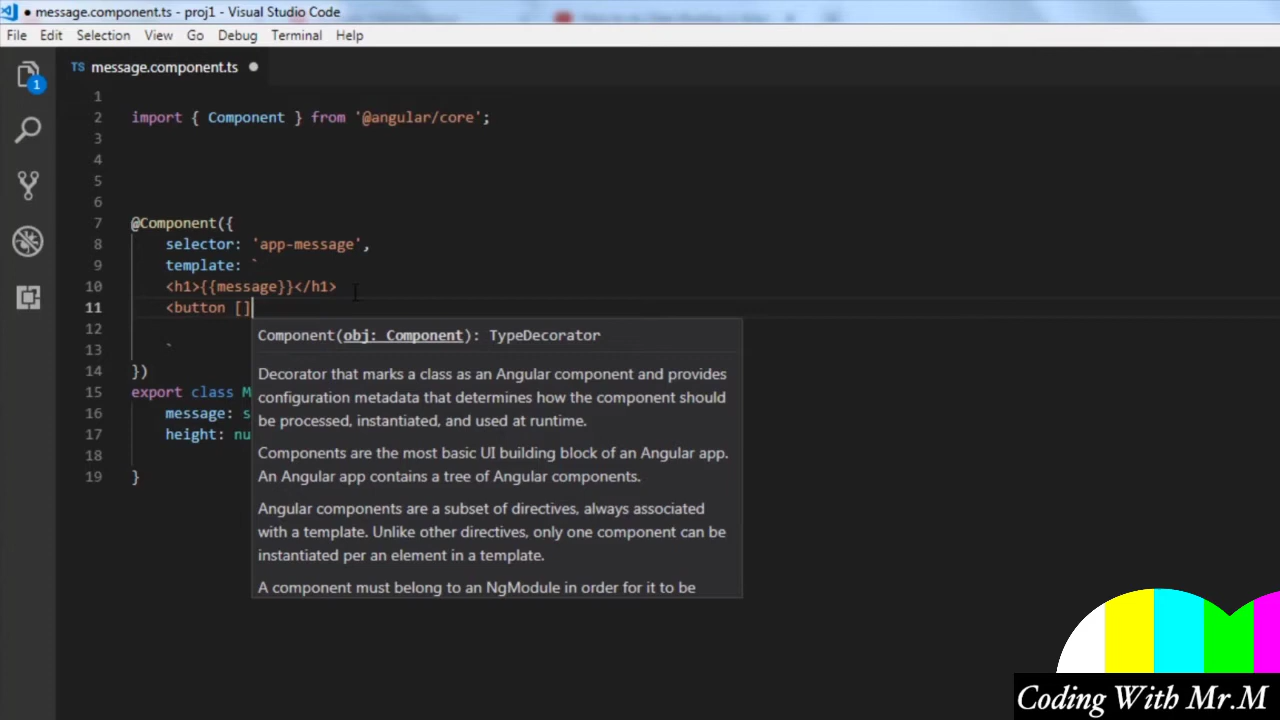 message.component.ts - proj1 - Visual Studio Code
File Edit Selection View Go Debug Terminal Help
TS message.component.ts
1
1
2 import { Component } from '@angular/core';
3
4
5
6
7 @Component({
8 selector: 'app-message',
9 template: `
10 <h1>{{message}}</h1>
11 <button []
12
13 `
14 })
15 export class M
16 message: s
17 height: nu
18
19 }
Component(obj: Component): TypeDecorator
Decorator that marks a class as an Angular component and provides
configuration metadata that determines how the component should
be processed, instantiated, and used at runtime.
Components are the most basic UI building block of an Angular app.
An Angular app contains a tree of Angular components.
Angular components are a subset of directives, always associated
with a template. Unlike other directives, only one component can be
instantiated per an element in a template.
A component must belong to an NgModule in order for it to be
Coding With Mr.M